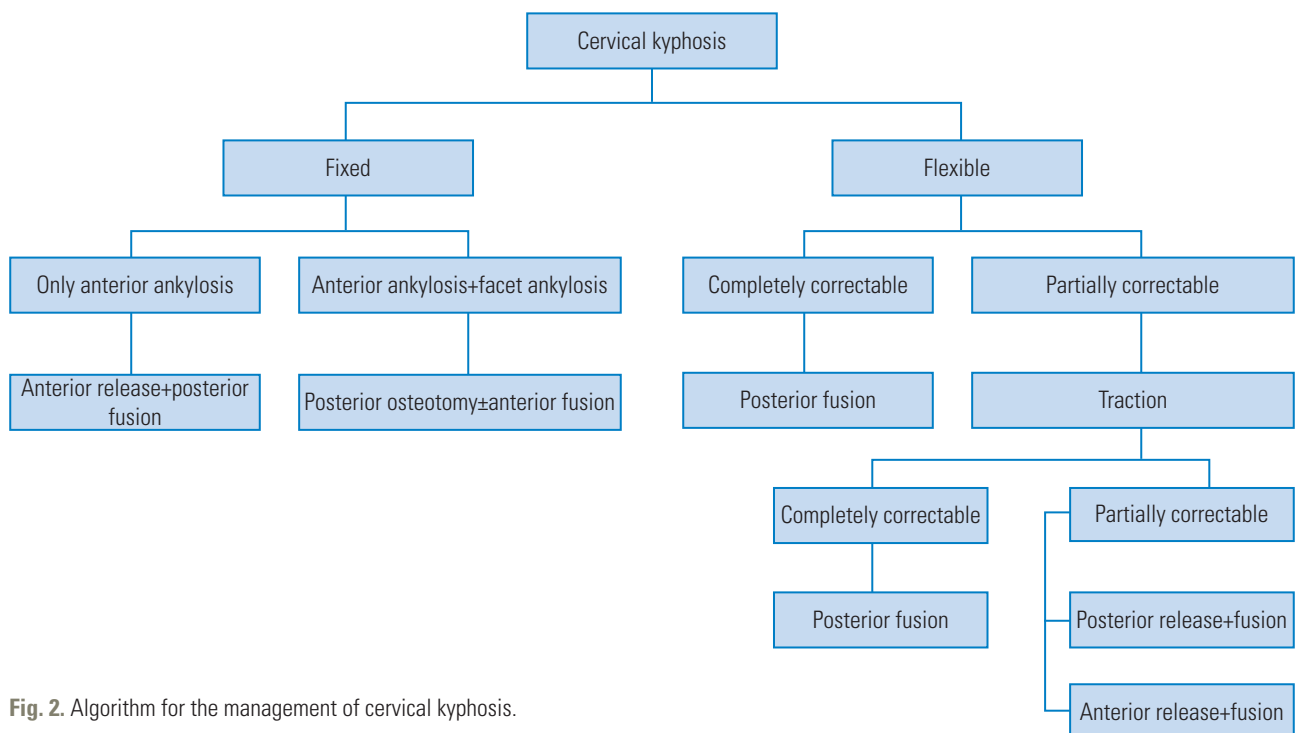 Cervical kyphosis
Fixed
Flexible
Only anterior ankylosis
Anterior ankylosis+facet ankylosis
Completely correctable
Partially correctable
Anterior release+posterior
fusion
Posterior osteotomy±anterior fusion
Posterior fusion
Traction
Completely correctable
Partially correctable
Posterior fusion
Posterior release+fusion
Anterior release+fusion
Fig. 2. Algorithm for the management of cervical kyphosis.